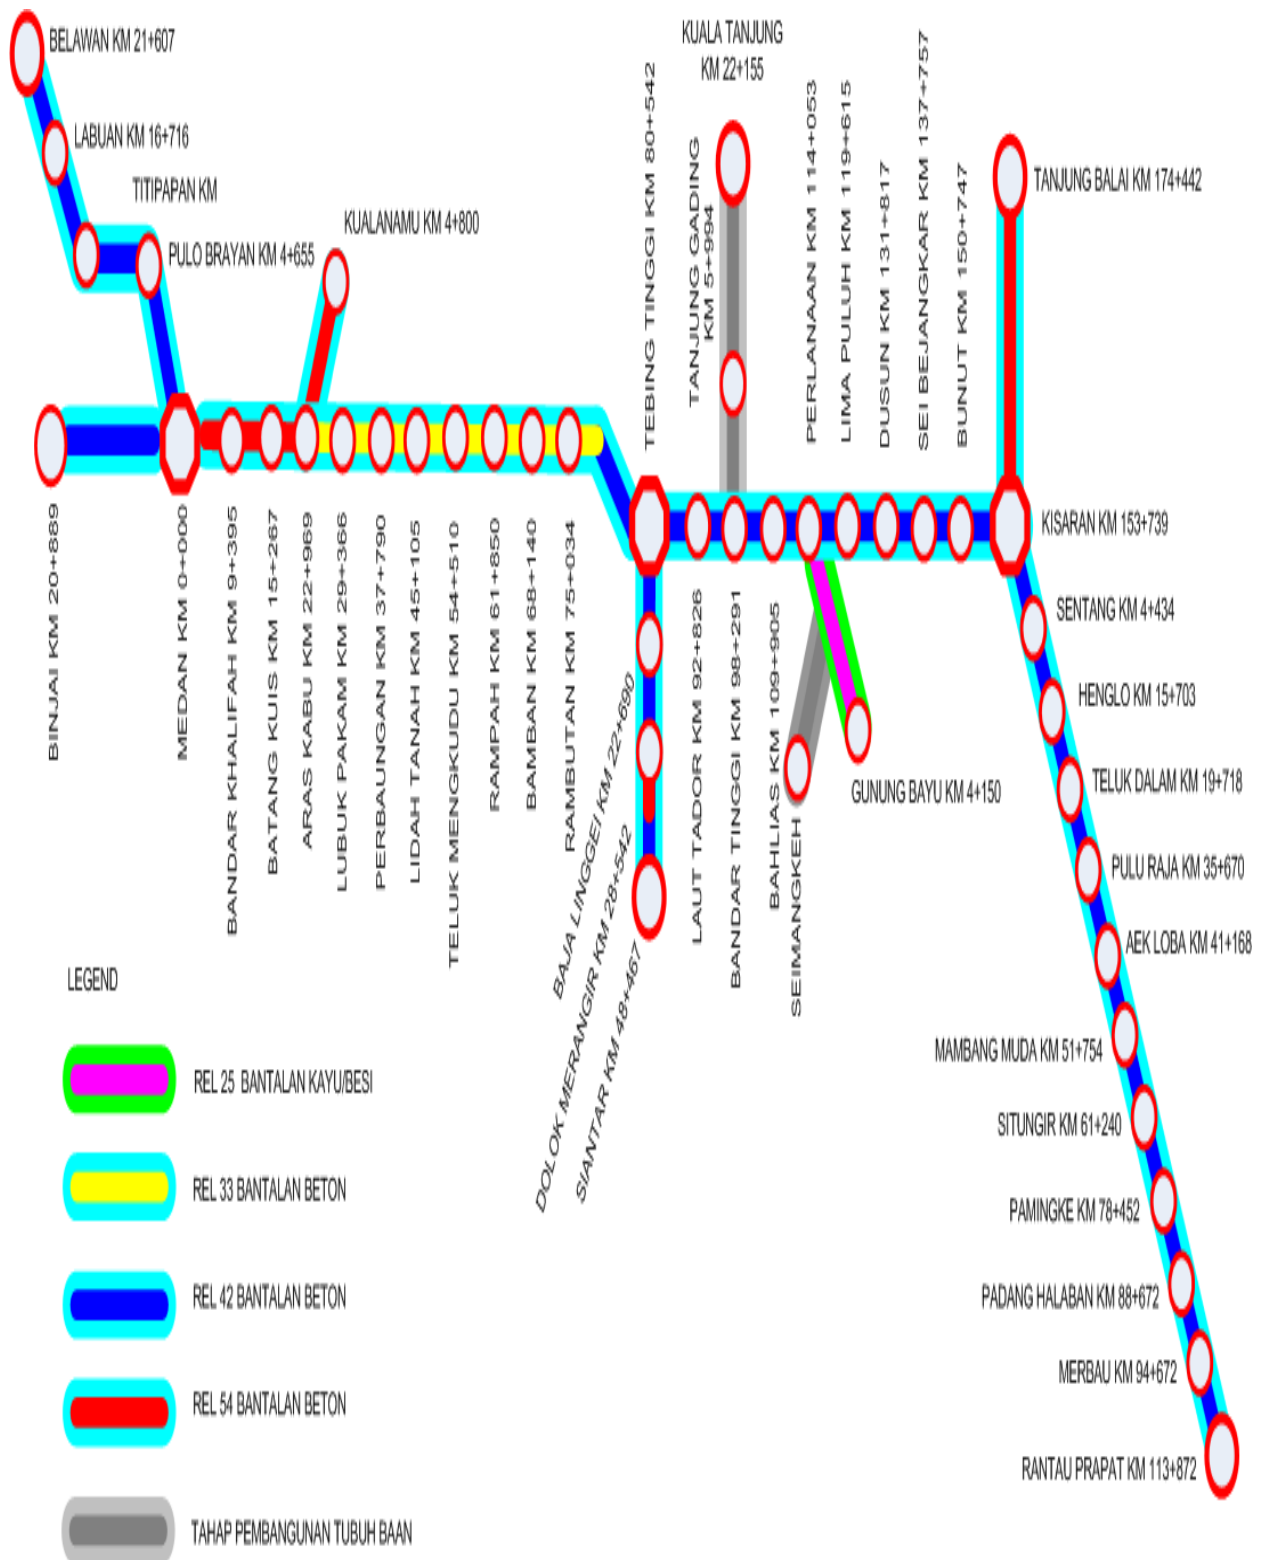 BELAWAN KM 21+607
LABUAN KM 16+716
TITIPAPAN KM
PULO BRAYAN KM 4+655
KUALANAMU KM 4+800
KUALA TANJUNG
KM 22+155
TEBING TINGGI KM 80+542
TANJUNG GADING
KM 5+994
PERLANAAN KM 114+053
LIMA PULUH KM 119+615
DUSUN KM 131+817
SEI BEJANGKAR KM 137+757
BUNUT KM 150+747
TANJUNG BALAI KM 174+442
BINJAI KM 20+889
MEDAN KM 0+000
BANDAR KHALIFAH KM 9+395
BATANG KUIS KM 15+267
ARAS KABU KM 22+969
LUBUK PAKAM KM 29+366
PERBAUNGAN KM 37+790
LIDAH TANAH KM 45+105
TELUK MENGKUDU KM 54+510
RAMPAH KM 61+850
BAMBAN KM 68+140
RAMBUTAN KM 75+034
BAJA LINGGEI KM 22+690
DOLOK MERANGIR KM 28+542
SIANTAR KM 48+467
LAUT TADOR KM 92+826
BANDAR TINGGI KM 98+291
BAHLIAS KM 109+905
SEIMANGKEH
GUNUNG BAYU KM 4+150
KISARAN KM 153+739
SENTANG KM 4+434
HENGLO KM 15+703
TELUK DALAM KM 19+718
PULU RAJA KM 35+670
AEK LOBA KM 41+168
MAMBANG MUDA KM 51+754
SITUNGIR KM 61+240
PAMINGKE KM 78+452
PADANG HALABAN KM 88+672
MERBAU KM 94+672
RANTAU PRAPAT KM 113+872
LEGEND
REL 25 BANTALAN KAYU/BESI
REL 33 BANTALAN BETON
REL 42 BANTALAN BETON
REL 54 BANTALAN BETON
TAHAP PEMBANGUNAN TUBUH BAAN